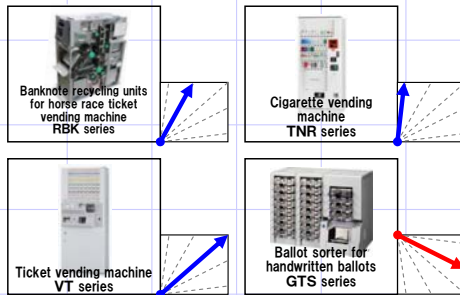 Banknote recycling units
for horse race ticket
vending machine
RBK series
Cigarette vending
machine
TNR series
Ticket vending machine
VT series
Ballot sorter for
handwritten ballots
GTS series